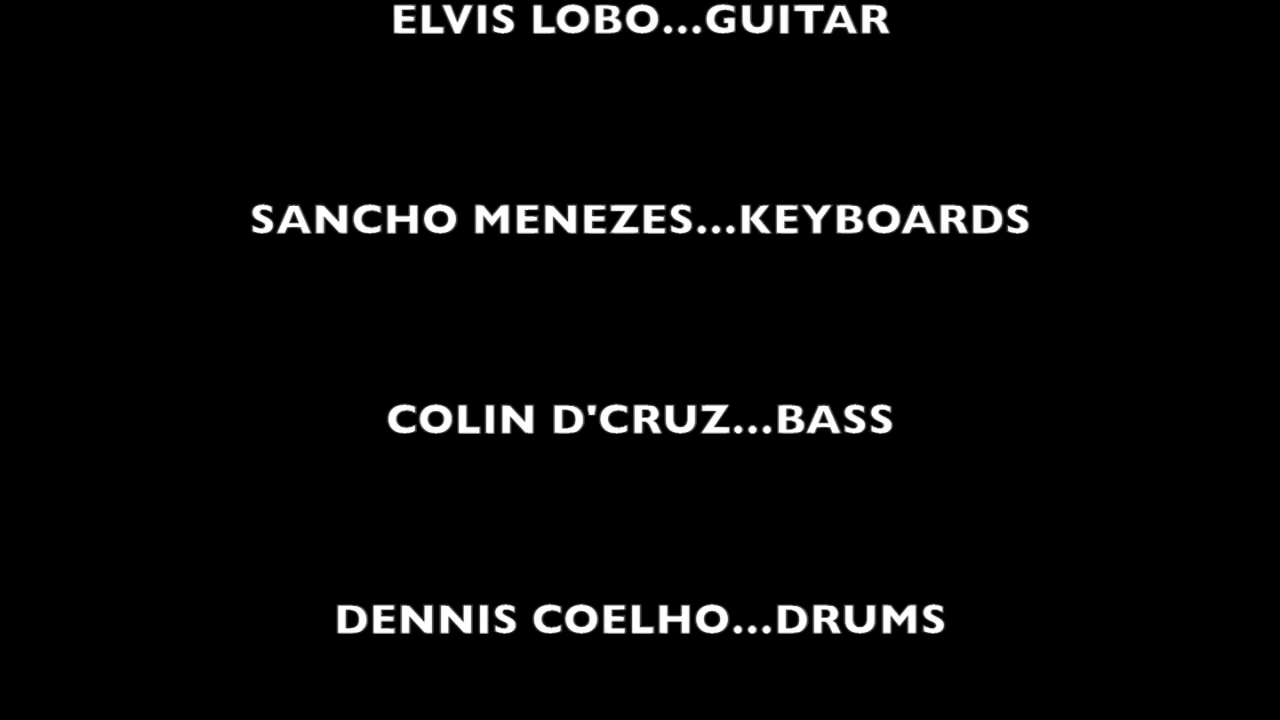 ELVIS LOBO...GUITAR
SANCHO MENEZES...KEYBOARDS
COLIN D'CRUZ...BASS
DENNIS COELHO...DRUMS